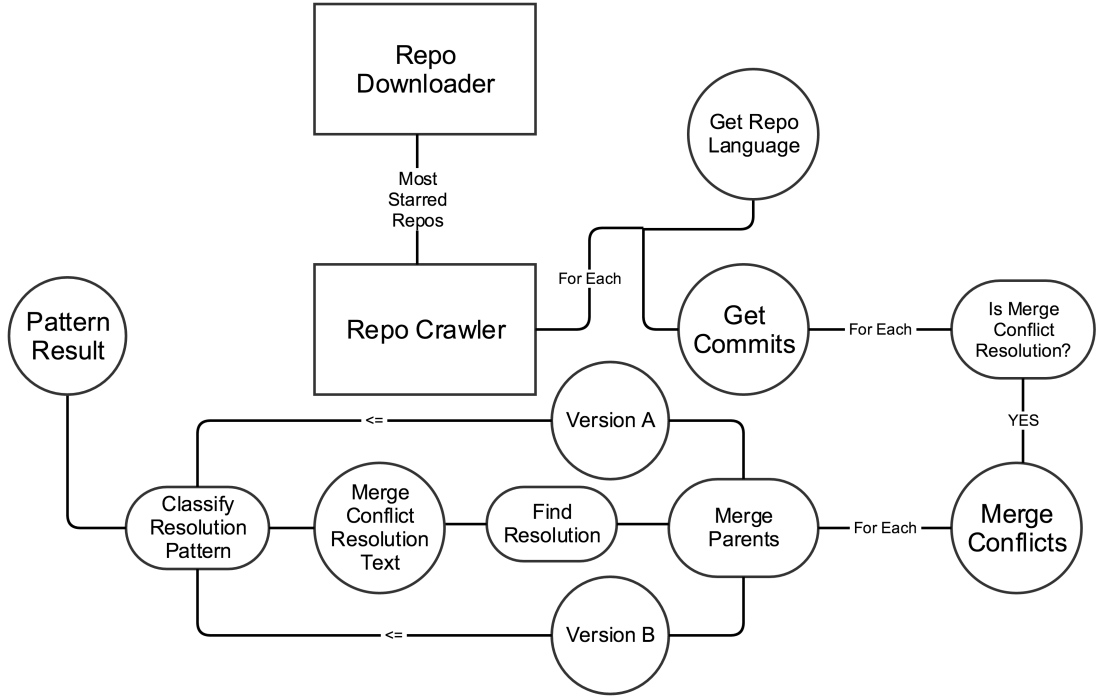 Repo
Downloader
Most
Starred
Repos
Get Repo
Language
For Each
Repo Crawler
Get
Commits
For Each
Is Merge
Conflict
Resolution?
YES
Pattern
Result
Version A
<=
Merge
Conflicts
For Each
Merge
Parents
Find
Resolution
Merge
Conflict
Resolution
Text
Classify
Resolution
Pattern
Version B
<=